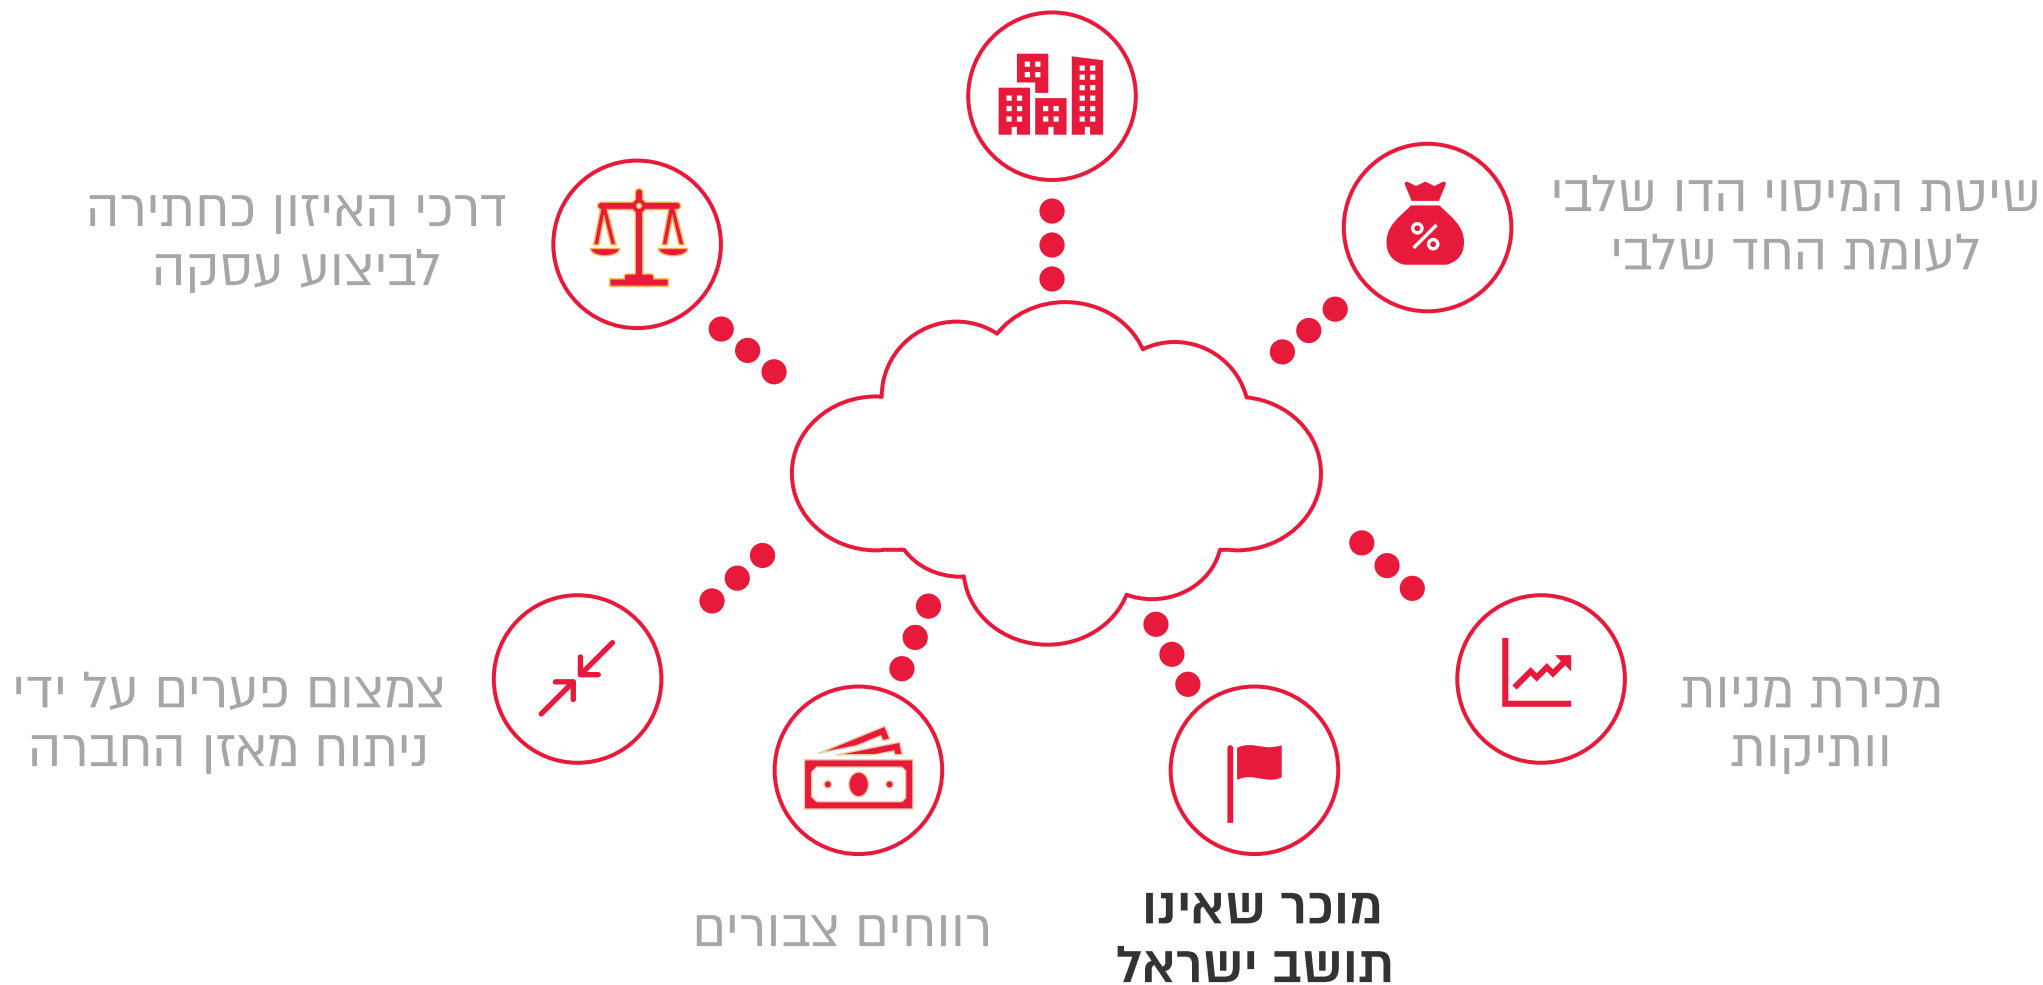 שיטת המיסוי הדו שלבי
לעומת החד שלבי
דרכי האיזון כחתירה
לביצוע עסקה
מכירת מניות
וותיקות
צמצום פערים על ידי
ניתוח מאזן החברה
מוכר שאינו
תושב ישראל
רווחים צבורים
%